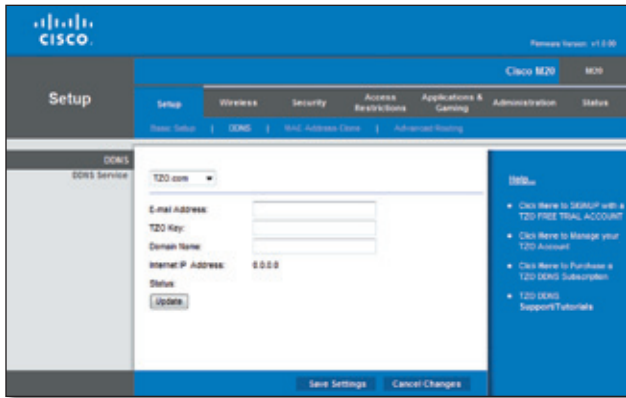 CISCO.
Firmware Version: v1.0.00
Cisco M20 M20
Setup
Setup Wireless Security Access Restrictions Applications & Gaming Administration Status
Basic Setup | DDNS | MAC Address Clone | Advanced Routing
DDNS
DDNS Service
TZO.com
E-mail Address:
TZO Key:
Domain Name:
Internet IP Address: 0.0.0.0
Status:
Update
Help...
Click Here to SIGNUP with a
TZO FREE TRIAL ACCOUNT
Click Here to Manage your
TZO Account
Click Here to Purchase a
TZO DDNS Subscription
TZO DDNS
Support/Tutorials
Save Settings Cancel Changes